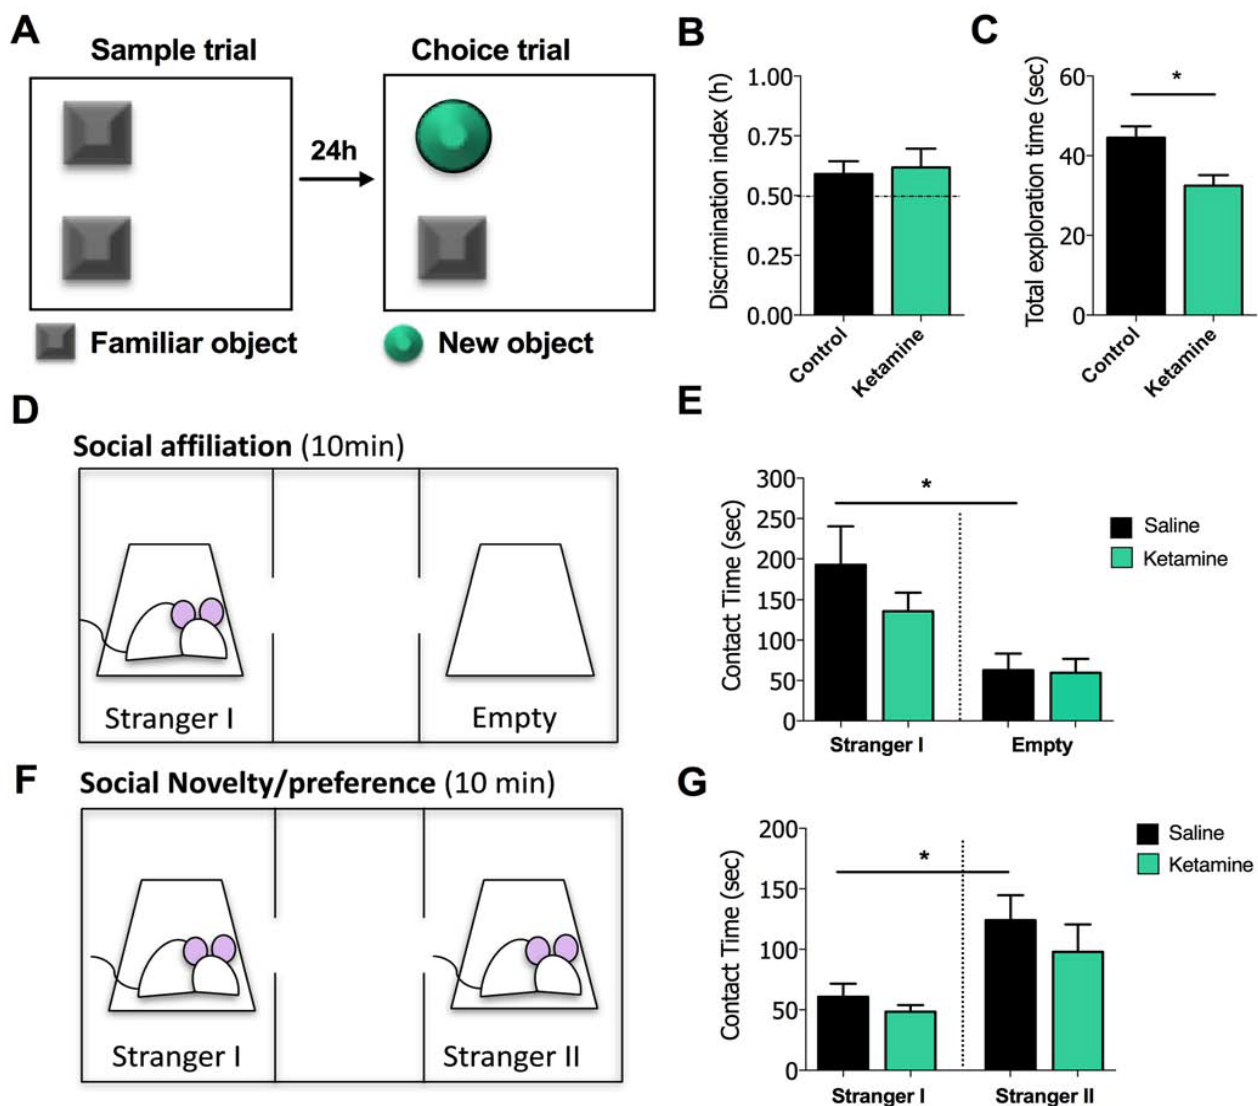 A
Sample trial
Choice trial
24h
Familiar object
New object
B
Discrimination index (h)
1.00
0.75
0.50
0.25
0.00
Control
Ketamine
C
Total exploration time (sec)
60
40
20
0
*
Control
Ketamine
D
Social affiliation (10min)
Stranger I
Empty
E
Contact Time (sec)
300
250
200
150
100
50
0
*
Saline
Ketamine
Stranger I
Empty
F
Social Novelty/preference (10 min)
Stranger I
Stranger II
G
Contact Time (sec)
200
150
100
50
0
*
Saline
Ketamine
Stranger I
Stranger II